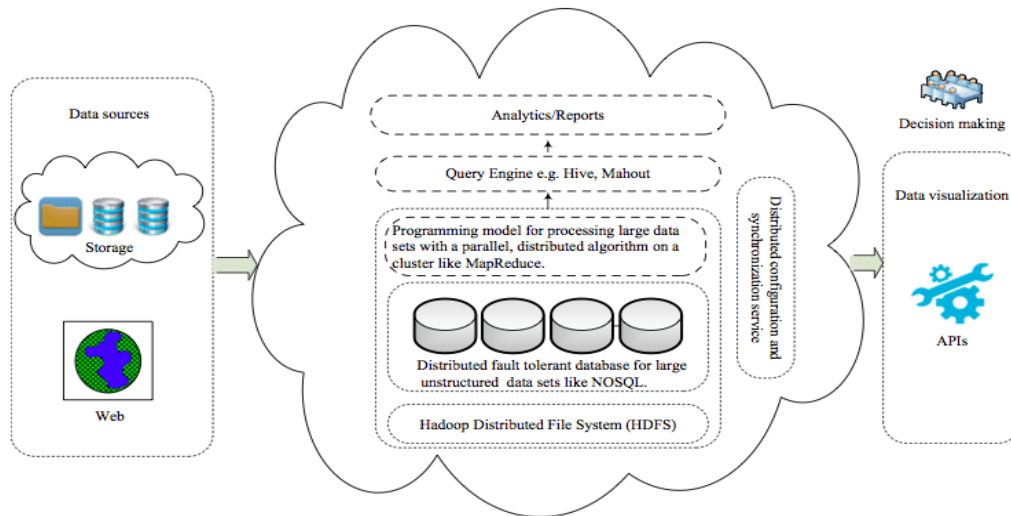 Data sources
Storage
Web
Analytics/Reports
Query Engine e.g. Hive, Mahout
Programming model for processing large data
sets with a parallel, distributed algorithm on a
cluster like MapReduce.
Distributed fault tolerant database for large
unstructured data sets like NOSQL.
Hadoop Distributed File System (HDFS)
Distributed configuration and
synchronization service
Decision making
Data visualization
APIs